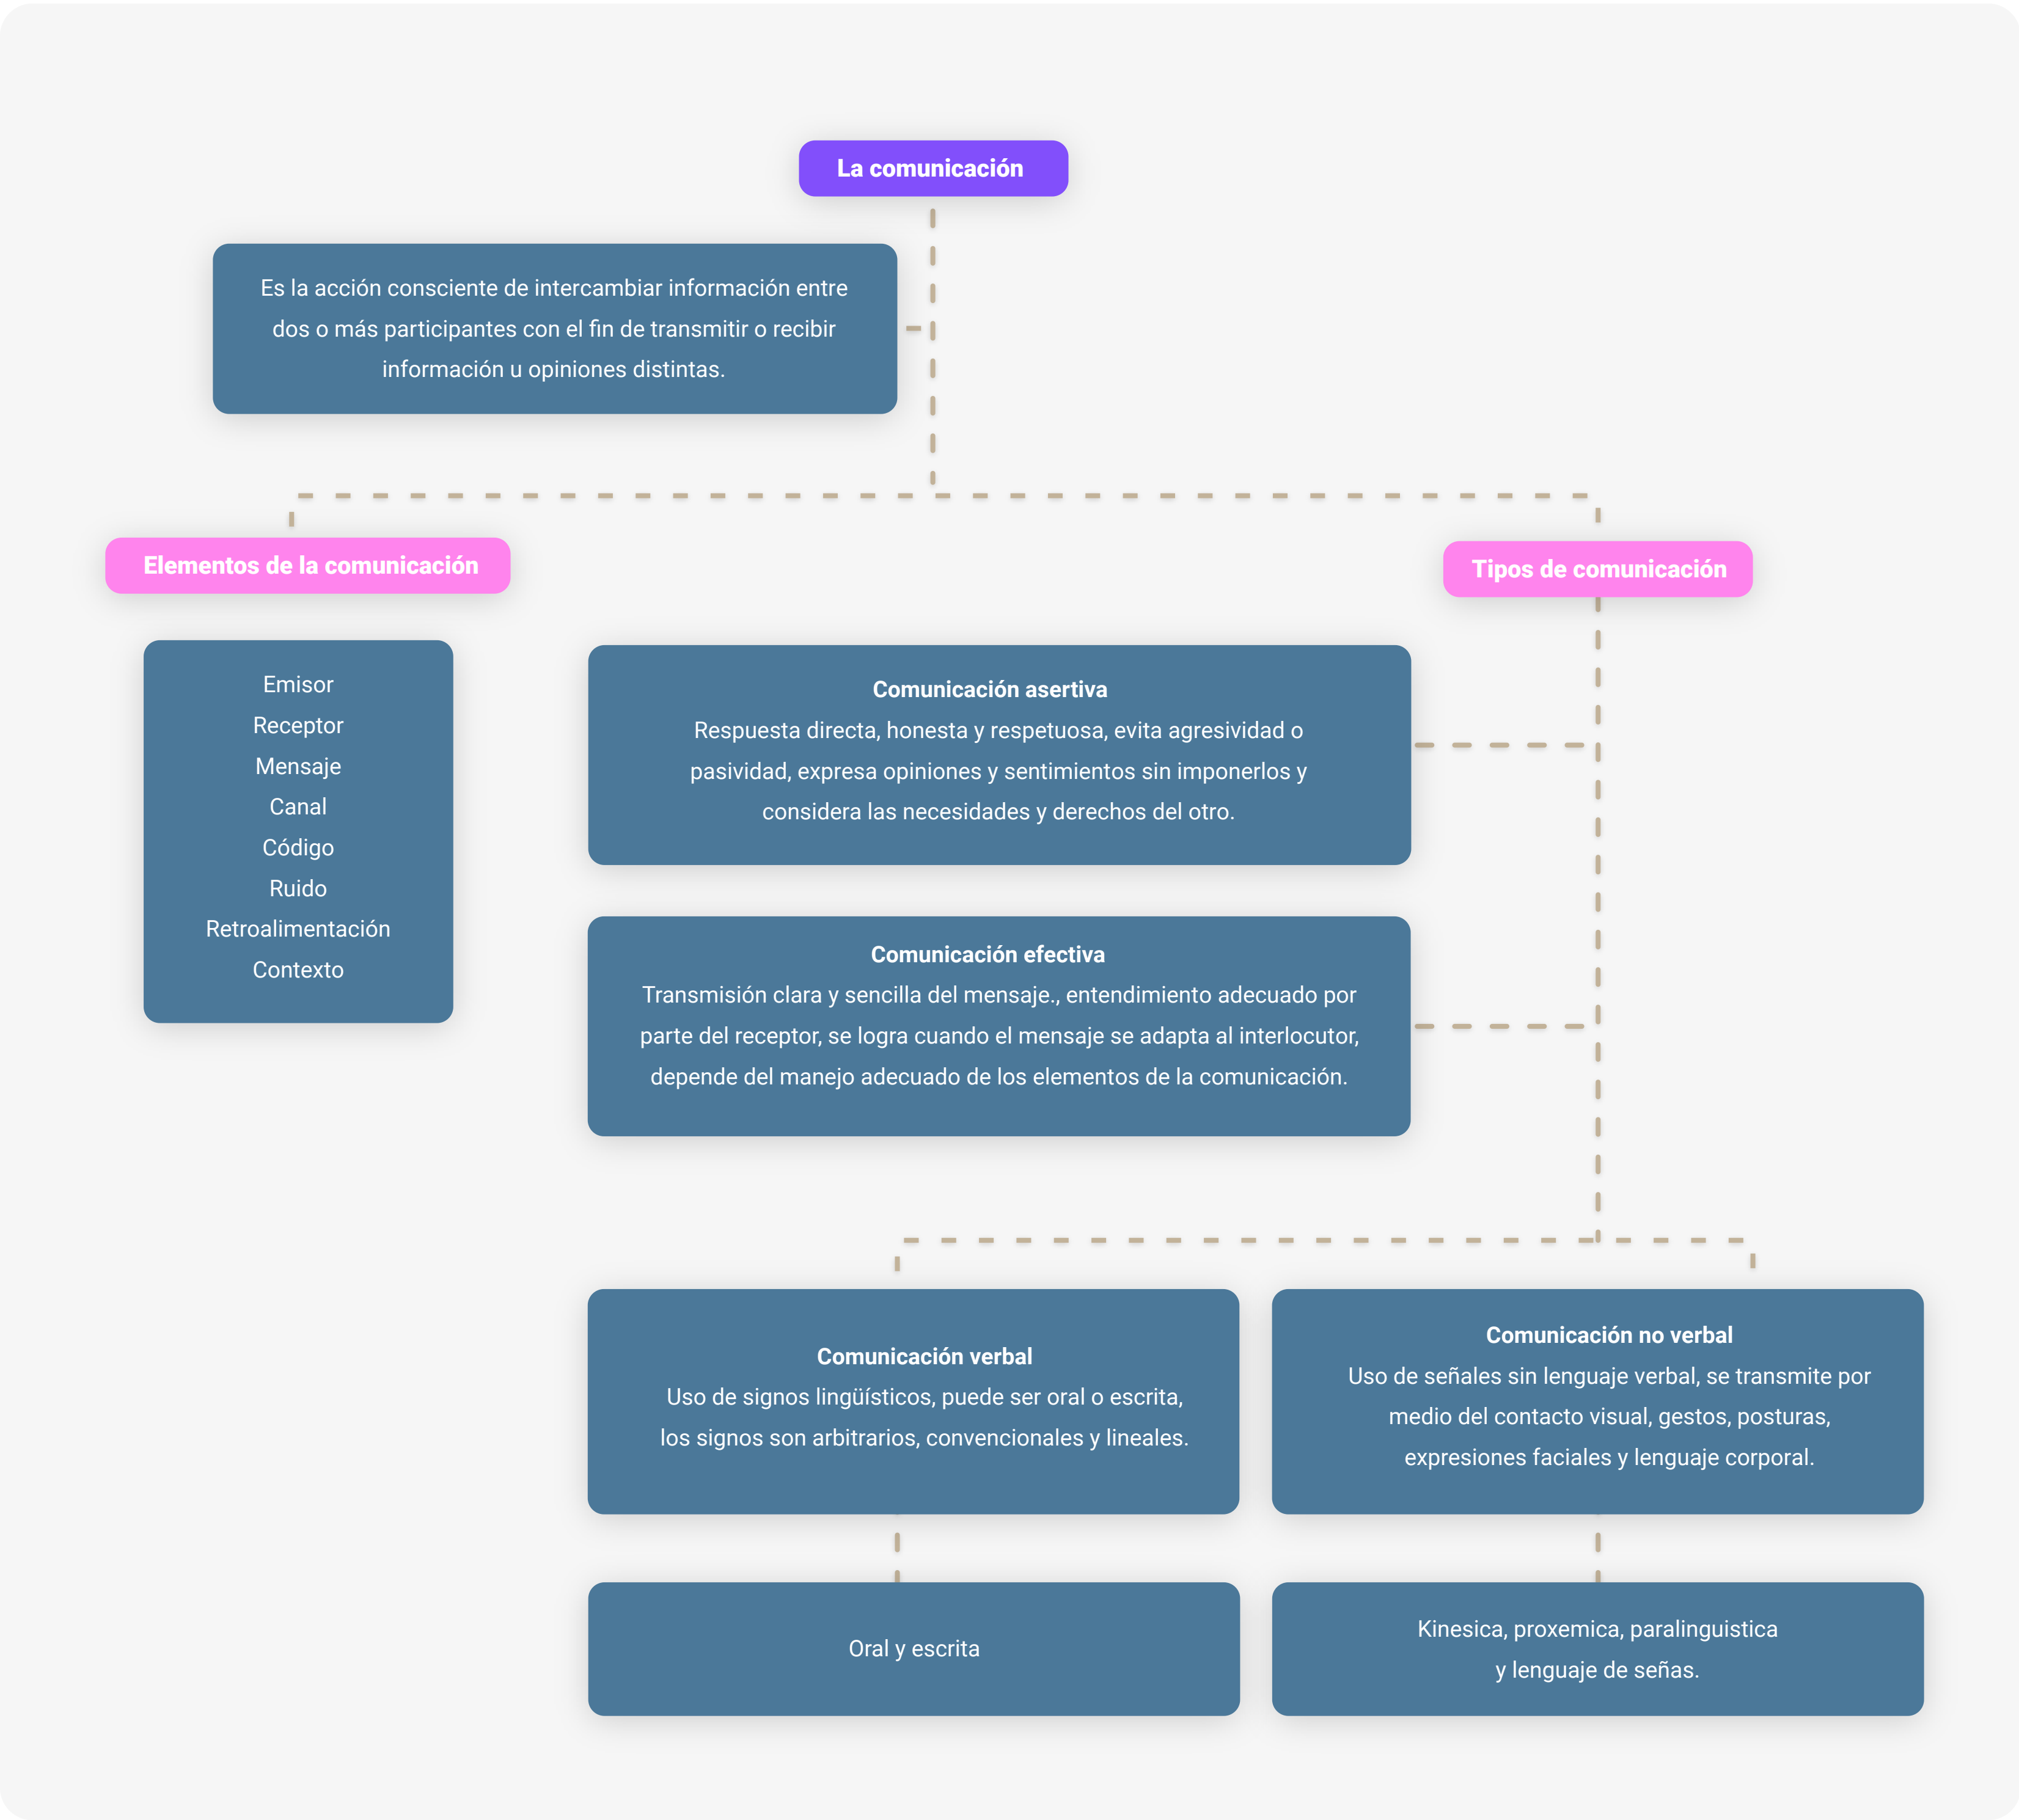 La comunicación
Es la acción consciente de intercambiar información entre
dos o más participantes con el fin de transmitir o recibir
información u opiniones distintas.
Elementos de la comunicación
Emisor
Receptor
Mensaje
Canal
Código
Ruido
Retroalimentación
Contexto
Tipos de comunicación
Comunicación asertiva
Respuesta directa, honesta y respetuosa, evita agresividad o
pasividad, expresa opiniones y sentimientos sin imponerlos y
considera las necesidades y derechos del otro.
Comunicación efectiva
Transmisión clara y sencilla del mensaje., entendimiento adecuado por
parte del receptor, se logra cuando el mensaje se adapta al interlocutor,
depende del manejo adecuado de los elementos de la comunicación.
Comunicación verbal
Uso de signos lingüísticos, puede ser oral o escrita,
los signos son arbitrarios, convencionales y lineales.
Oral y escrita
Comunicación no verbal
Uso de señales sin lenguaje verbal, se transmite por
medio del contacto visual, gestos, posturas,
expresiones faciales y lenguaje corporal.
Kinesica, proxemica, paralinguistica
y lenguaje de señas.